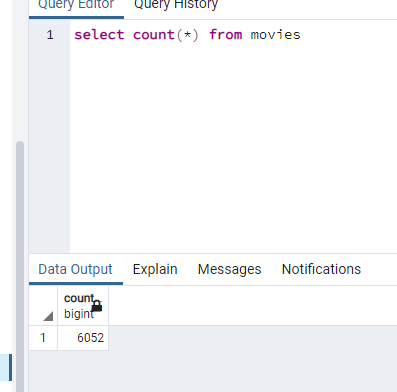 Query Editor Query History
1 select count(*) from movies
Data Output Explain Messages Notifications
count
bigint
1 6052